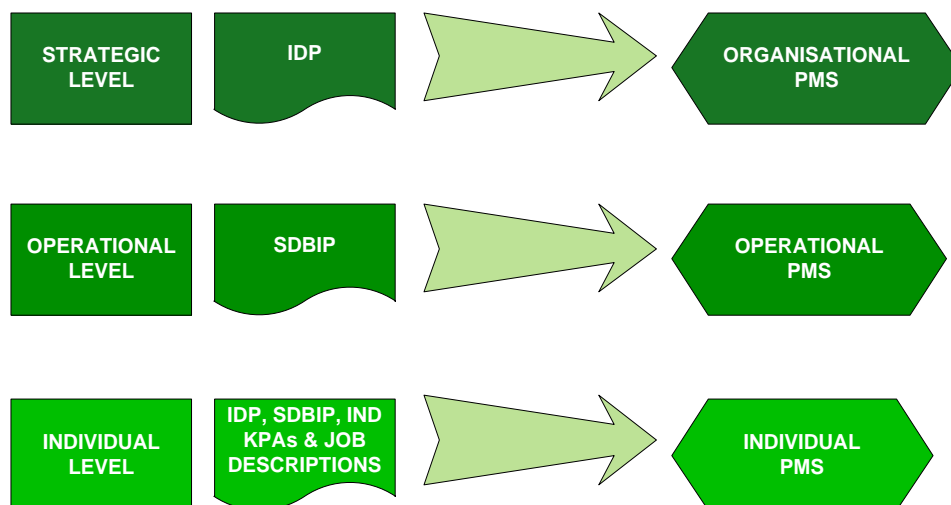 STRATEGIC
LEVEL
IDP
ORGANISATIONAL
PMS
OPERATIONAL
LEVEL
SDBIP
OPERATIONAL
PMS
INDIVIDUAL
LEVEL
IDP, SDBIP, IND
KPAs & JOB
DESCRIPTIONS
INDIVIDUAL
PMS